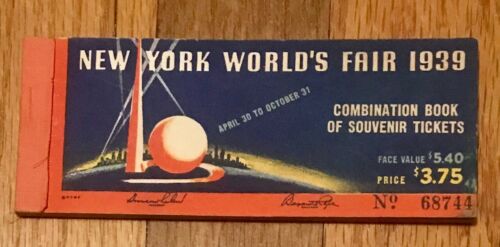 NEW YORK WORLD'S FAIR 1939
APRIL 30 TO OCTOBER 31
COMBINATION BOOK
OF SOUVENIR TICKETS
FACE VALUE $5.40
PRICE $3.75
Nº 68744